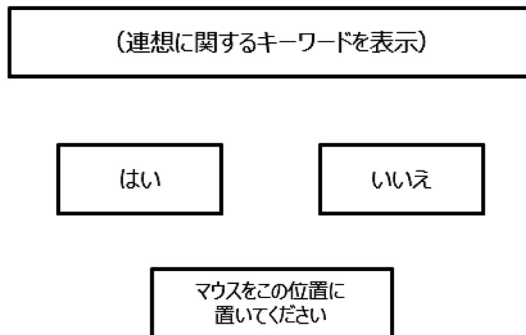 (連想に関するキーワードを表示)
はい
いいえ
マウスをこの位置に
置いてください